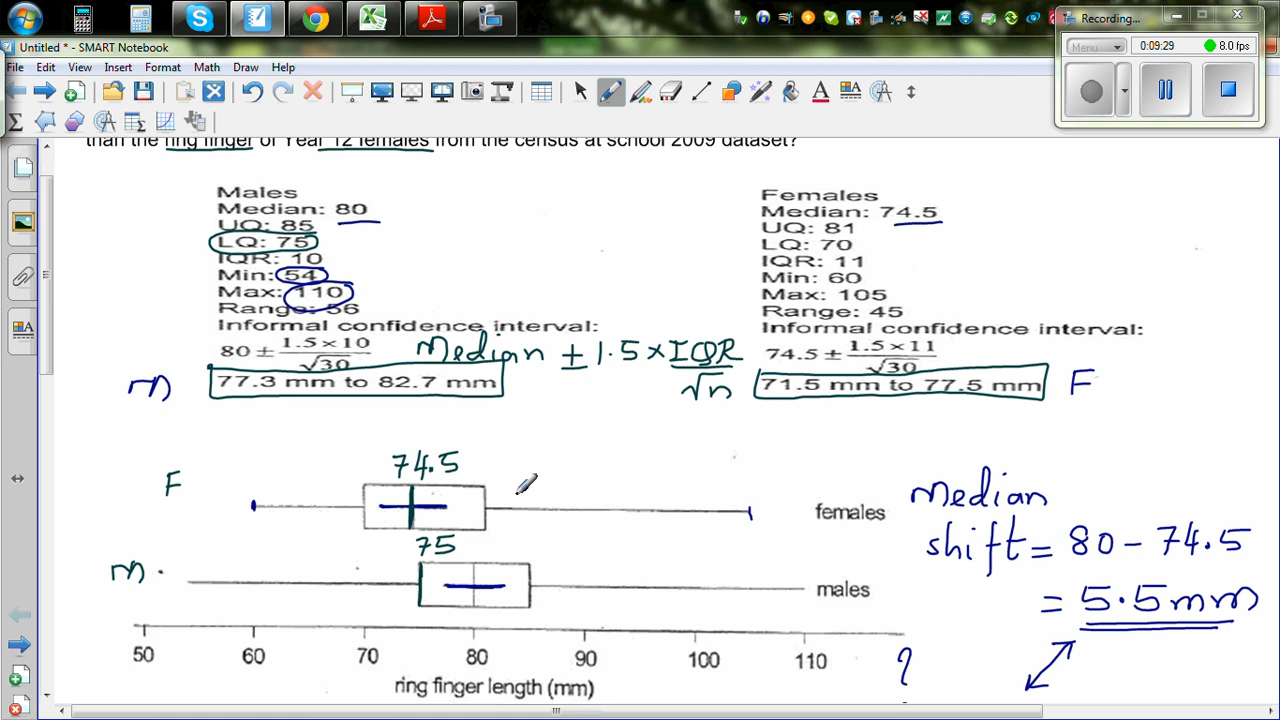 Untitled * - SMART Notebook
File Edit View Insert Format Math Draw Help
Recording...
Menu 0:09:29 8.0 fps
than the ring finger of Year 12 females from the census at school 2009 dataset?
Males
Median: 80
UQ: 85
LQ: 75
IQR: 10
Min: 54
Max: 110
Range: 56
Informal confidence interval:
80 ± 1.5 × 10 / √30
77.3 mm to 82.7 mm
m
Median ± 1.5 × IQR / √n
Females
Median: 74.5
UQ: 81
LQ: 70
IQR: 11
Min: 60
Max: 105
Range: 45
Informal confidence interval:
74.5 ± 1.5 × 11 / √30
71.5 mm to 77.5 mm
F
74.5
F
females
75
m
males
50 60 70 80 90 100 110
ring finger length (mm)
Median
shift = 80 - 74.5
= 5.5mm
?